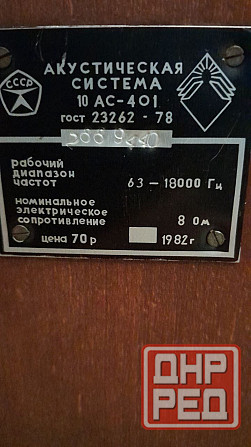 СССР
АКУСТИЧЕСКАЯ
СИСТЕМА
10 АС-401
ГОСТ 23262-78
рабочий
диапазон
частот 63-18000 Гц
номинальное
электрическое
сопротивление 8 Ом
цена 70р 1982г
ДНР
РЕД